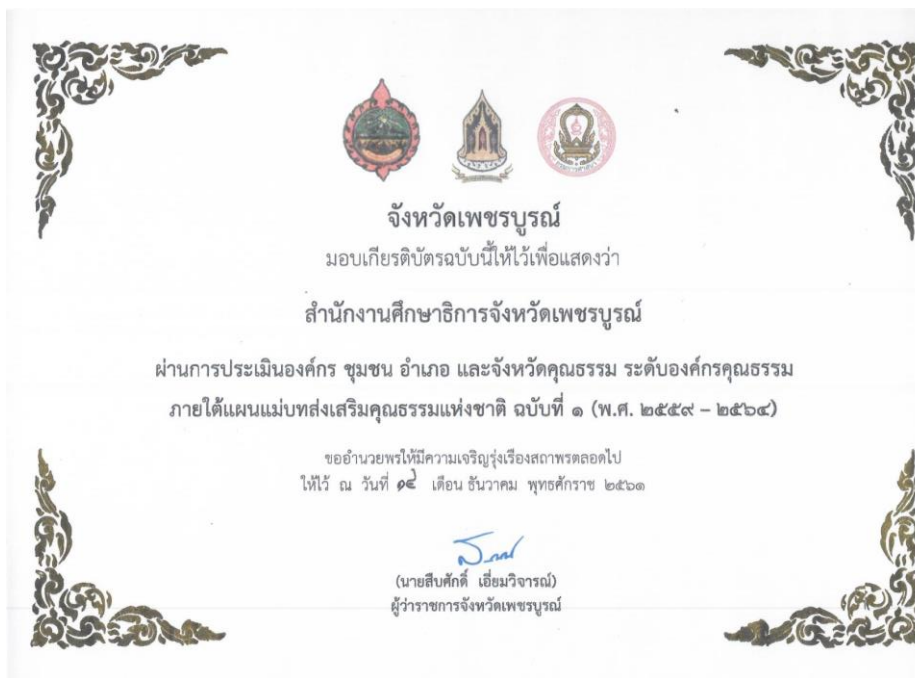 จังหวัดเพชรบูรณ์
มอบเกียรติบัตรฉบับนี้ให้ไว้เพื่อแสดงว่า
สำนักงานศึกษาธิการจังหวัดเพชรบูรณ์
ผ่านการประเมินองค์กร ชุมชน อำเภอ และจังหวัดคุณธรรม ระดับองค์กรคุณธรรม
ภายใต้แผนแม่บทส่งเสริมคุณธรรมแห่งชาติ ฉบับที่ ๑ (พ.ศ. ๒๕๕๙ – ๒๕๖๔)
ขออำนวยพรให้มีความเจริญรุ่งเรืองสถาพรตลอดไป
ให้ไว้ ณ วันที่ ๑๔ เดือน ธันวาคม พุทธศักราช ๒๕๖๑
(นายสืบศักดิ์ เอี่ยมวิจารณ์)
ผู้ว่าราชการจังหวัดเพชรบูรณ์